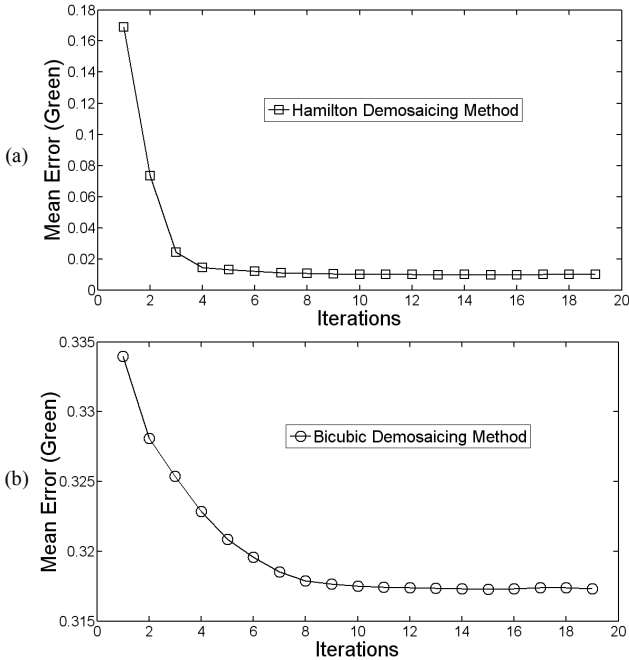 (a)
Mean Error (Green)
0.18
0.16
0.14
0.12
0.1
0.08
0.06
0.04
0.02
0
Hamilton Demosaicing Method
0 2 4 6 8 10 12 14 16 18 20
Iterations
(b)
Mean Error (Green)
0.335
0.33
0.325
0.32
0.315
Bicubic Demosaicing Method
0 2 4 6 8 10 12 14 16 18 20
Iterations